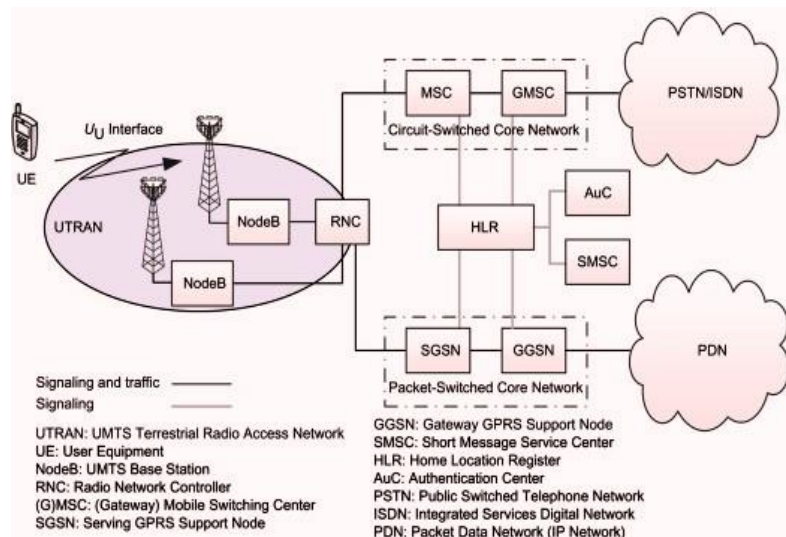 MSC
GMSC
PSTN/ISDN
UU Interface
Circuit-Switched Core Network
UE
AuC
NodeB
RNC
HLR
UTRAN
SMSC
NodeB
SGSN
GGSN
PDN
Packet-Switched Core Network
Signaling and traffic
Signaling
UTRAN: UMTS Terrestrial Radio Access Network
UE: User Equipment
NodeB: UMTS Base Station
RNC: Radio Network Controller
(G)MSC: (Gateway) Mobile Switching Center
SGSN: Serving GPRS Support Node
GGSN: Gateway GPRS Support Node
SMSC: Short Message Service Center
HLR: Home Location Register
AuC: Authentication Center
PSTN: Public Switched Telephone Network
ISDN: Integrated Services Digital Network
PDN: Packet Data Network (IP Network)